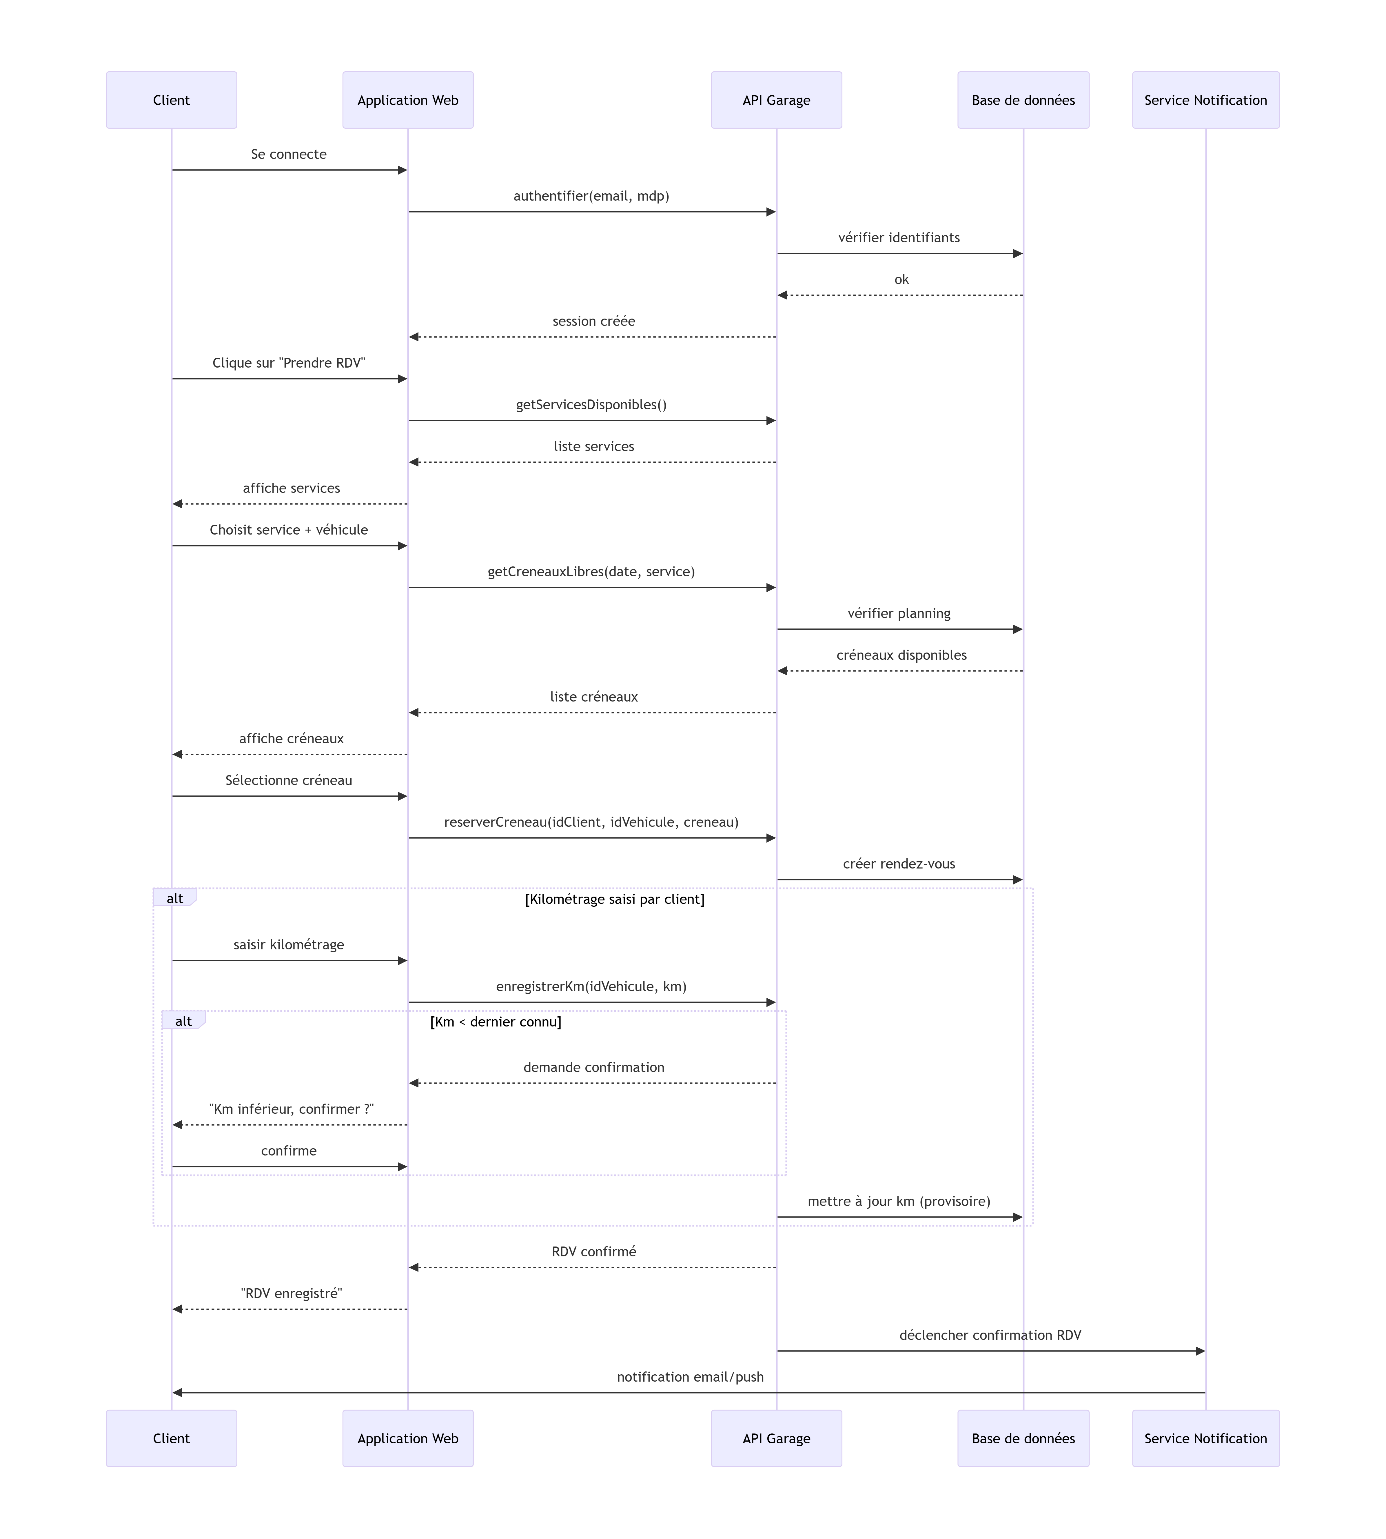 Client
Application Web
API Garage
Base de données
Service Notification
Se connecte
authentifier(email, mdp)
vérifier identifiants
ok
session créée
Clique sur "Prendre RDV"
getServicesDisponibles()
liste services
affiche services
Choisit service + véhicule
getCreneauxLibres(date, service)
vérifier planning
créneaux disponibles
liste créneaux
affiche créneaux
Sélectionne créneau
reserverCreneau(idClient, idVehicule, creneau)
créer rendez-vous
alt
[Kilométrage saisi par client]
saisir kilométrage
enregistrerKm(idVehicule, km)
alt
[Km < dernier connu]
demande confirmation
"Km inférieur, confirmer ?"
confirme
mettre à jour km (provisoire)
RDV confirmé
"RDV enregistré"
déclencher confirmation RDV
notification email/push
Client
Application Web
API Garage
Base de données
Service Notification